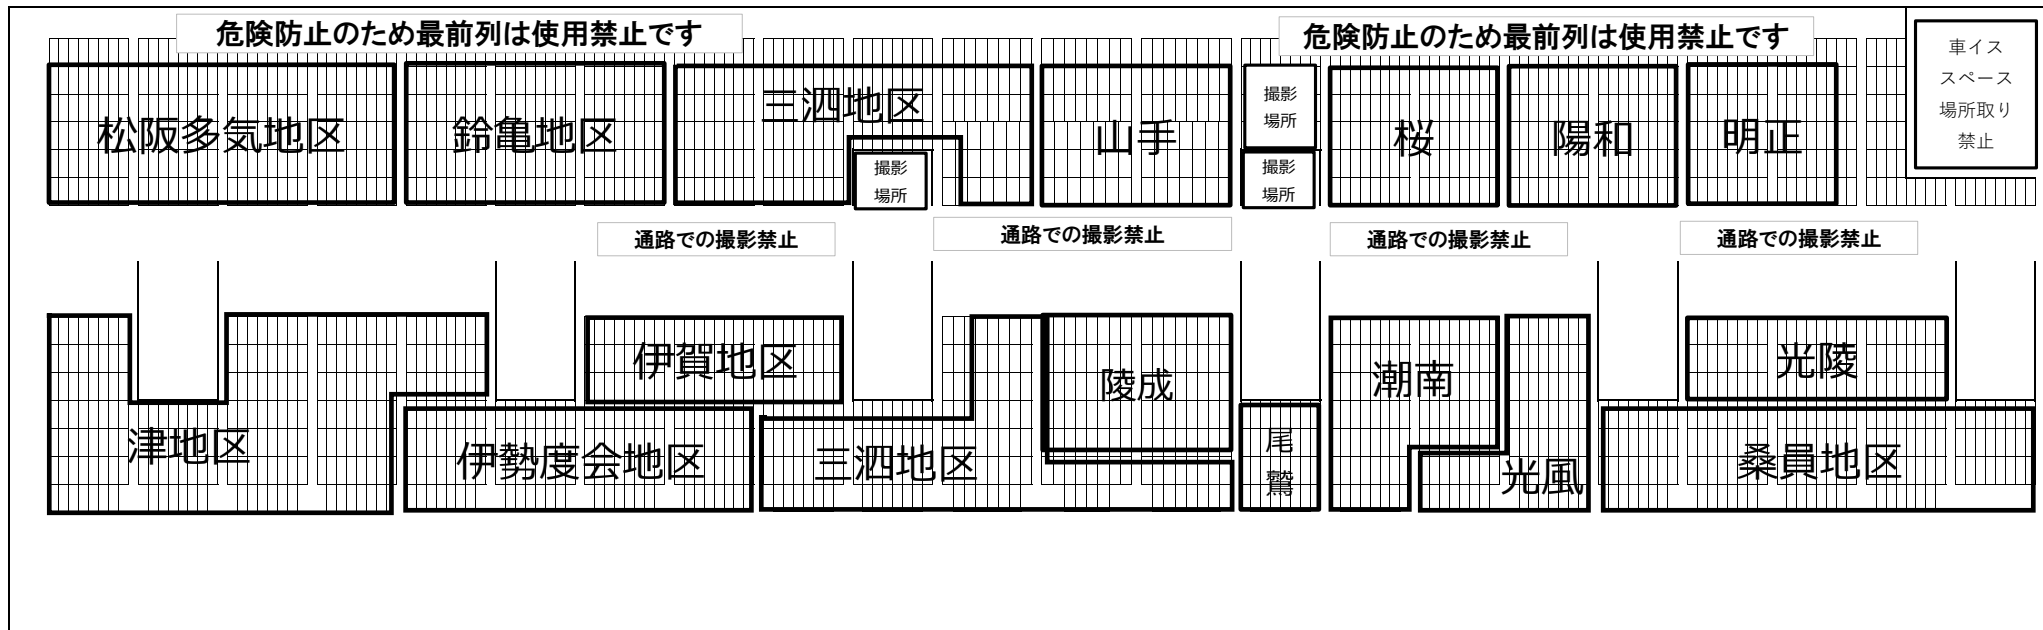 危険防止のため最前列は使用禁止です
危険防止のため最前列は使用禁止です
車イス
スペース
場所取り
禁止
松阪多気地区
鈴亀地区
三泗地区
撮影
場所
山手
撮影
場所
撮影
場所
桜
陽和
明正
通路での撮影禁止
通路での撮影禁止
通路での撮影禁止
通路での撮影禁止
津地区
伊勢度会地区
伊賀地区
三泗地区
陵成
尾
鷲
潮南
光風
光陵
桑員地区